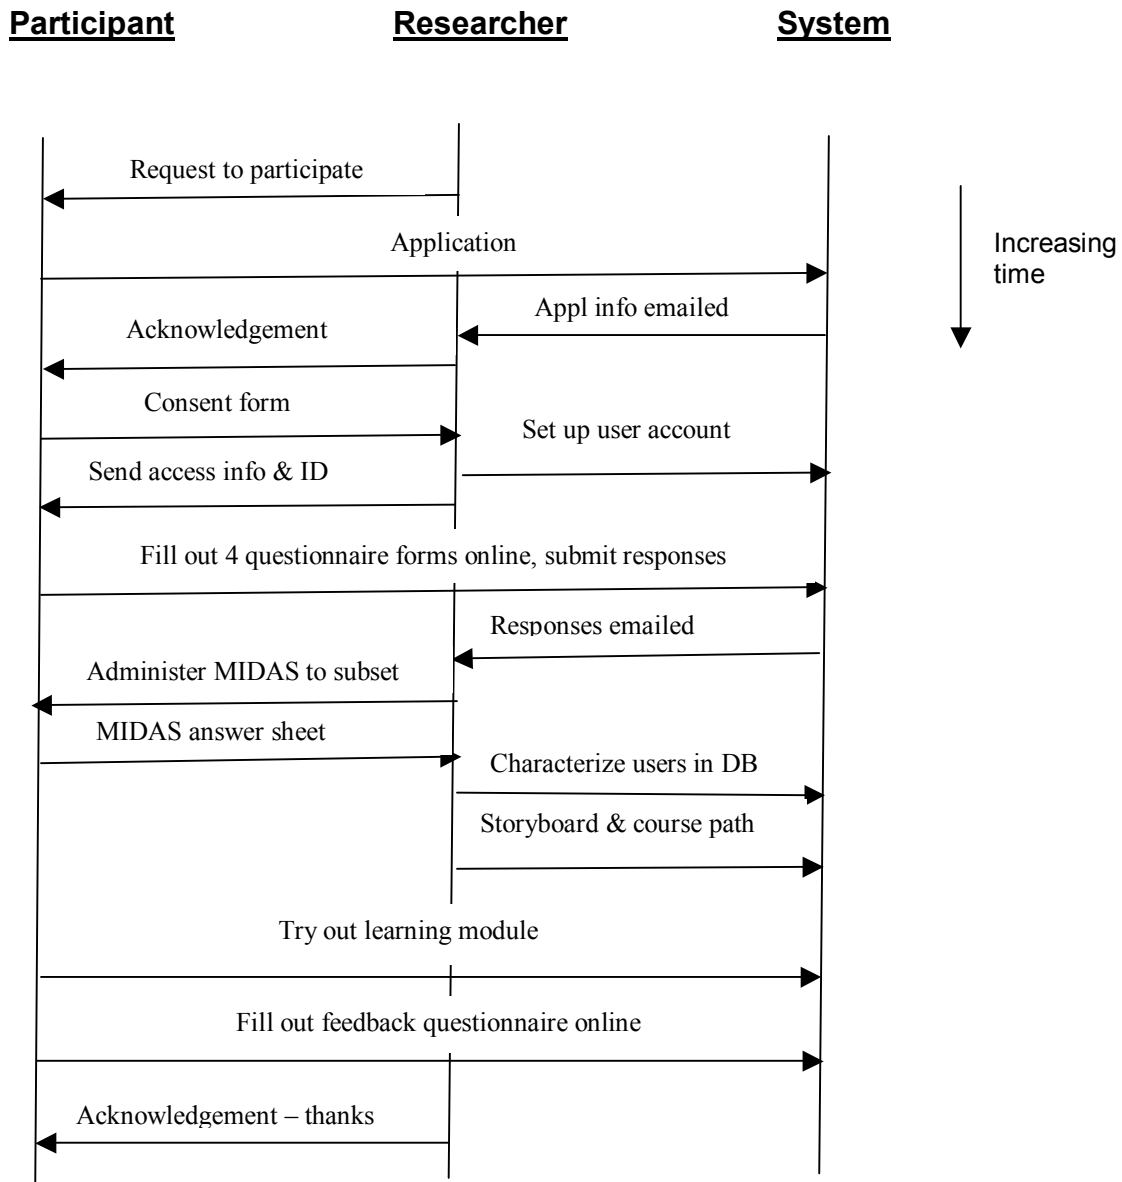 Participant Researcher System
Request to participate
Increasing
time
Application
Appl info emailed
Acknowledgement
Consent form
Set up user account
Send access info & ID
Fill out 4 questionnaire forms online, submit responses
Responses emailed
Administer MIDAS to subset
MIDAS answer sheet
Characterize users in DB
Storyboard & course path
Try out learning module
Fill out feedback questionnaire online
Acknowledgement – thanks